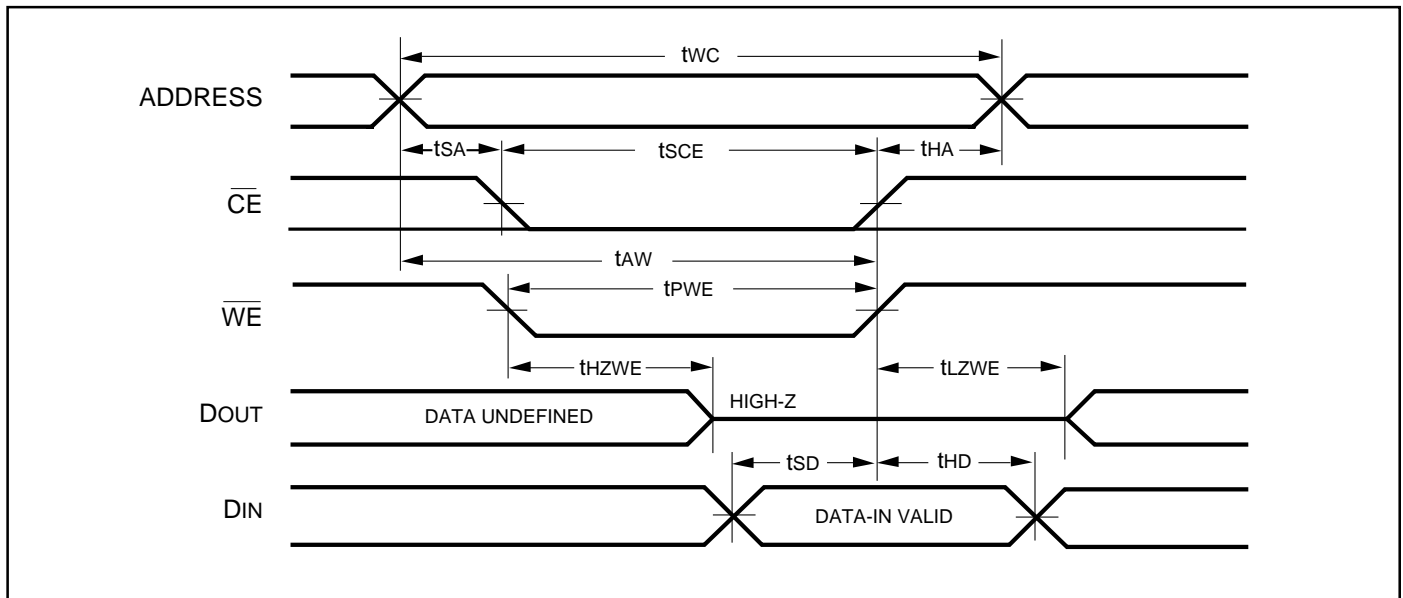 tWC
ADDRESS
tSA tSCE tHA
CE
tAW
tPWE
WE
tHZWE tLZWE
DOUT DATA UNDEFINED HIGH-Z
tSD tHD
DIN DATA-IN VALID